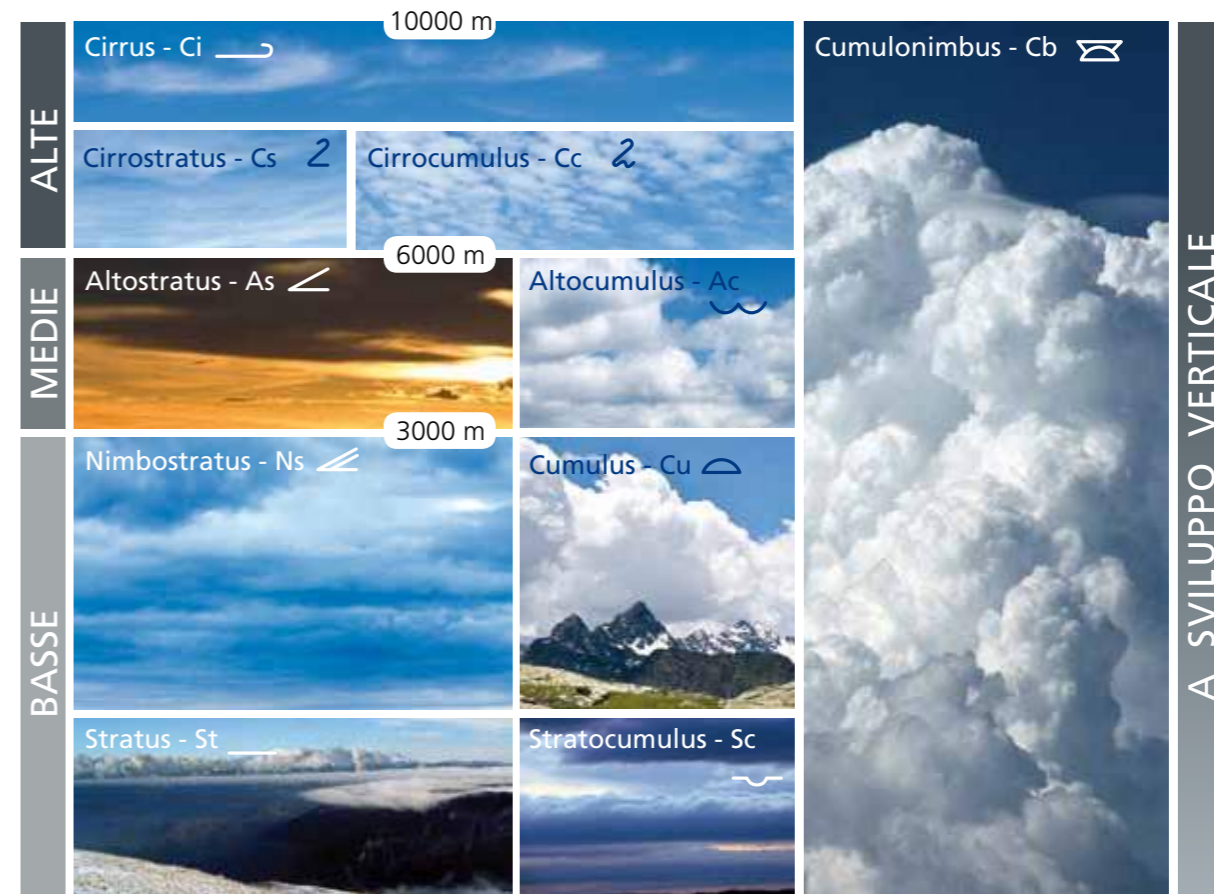 10000 m
ALTE
Cirrus - Ci
Cumulonimbus - Cb
Cirrostratus - Cs
Cirrocumulus - Cc
6000 m
MEDIE
Altostratus - As
Altocumulus - Ac
3000 m
BASSE
Nimbostratus - Ns
Cumulus - Cu
Stratus - St
Stratocumulus - Sc
A SVILUPPO VERTICALE